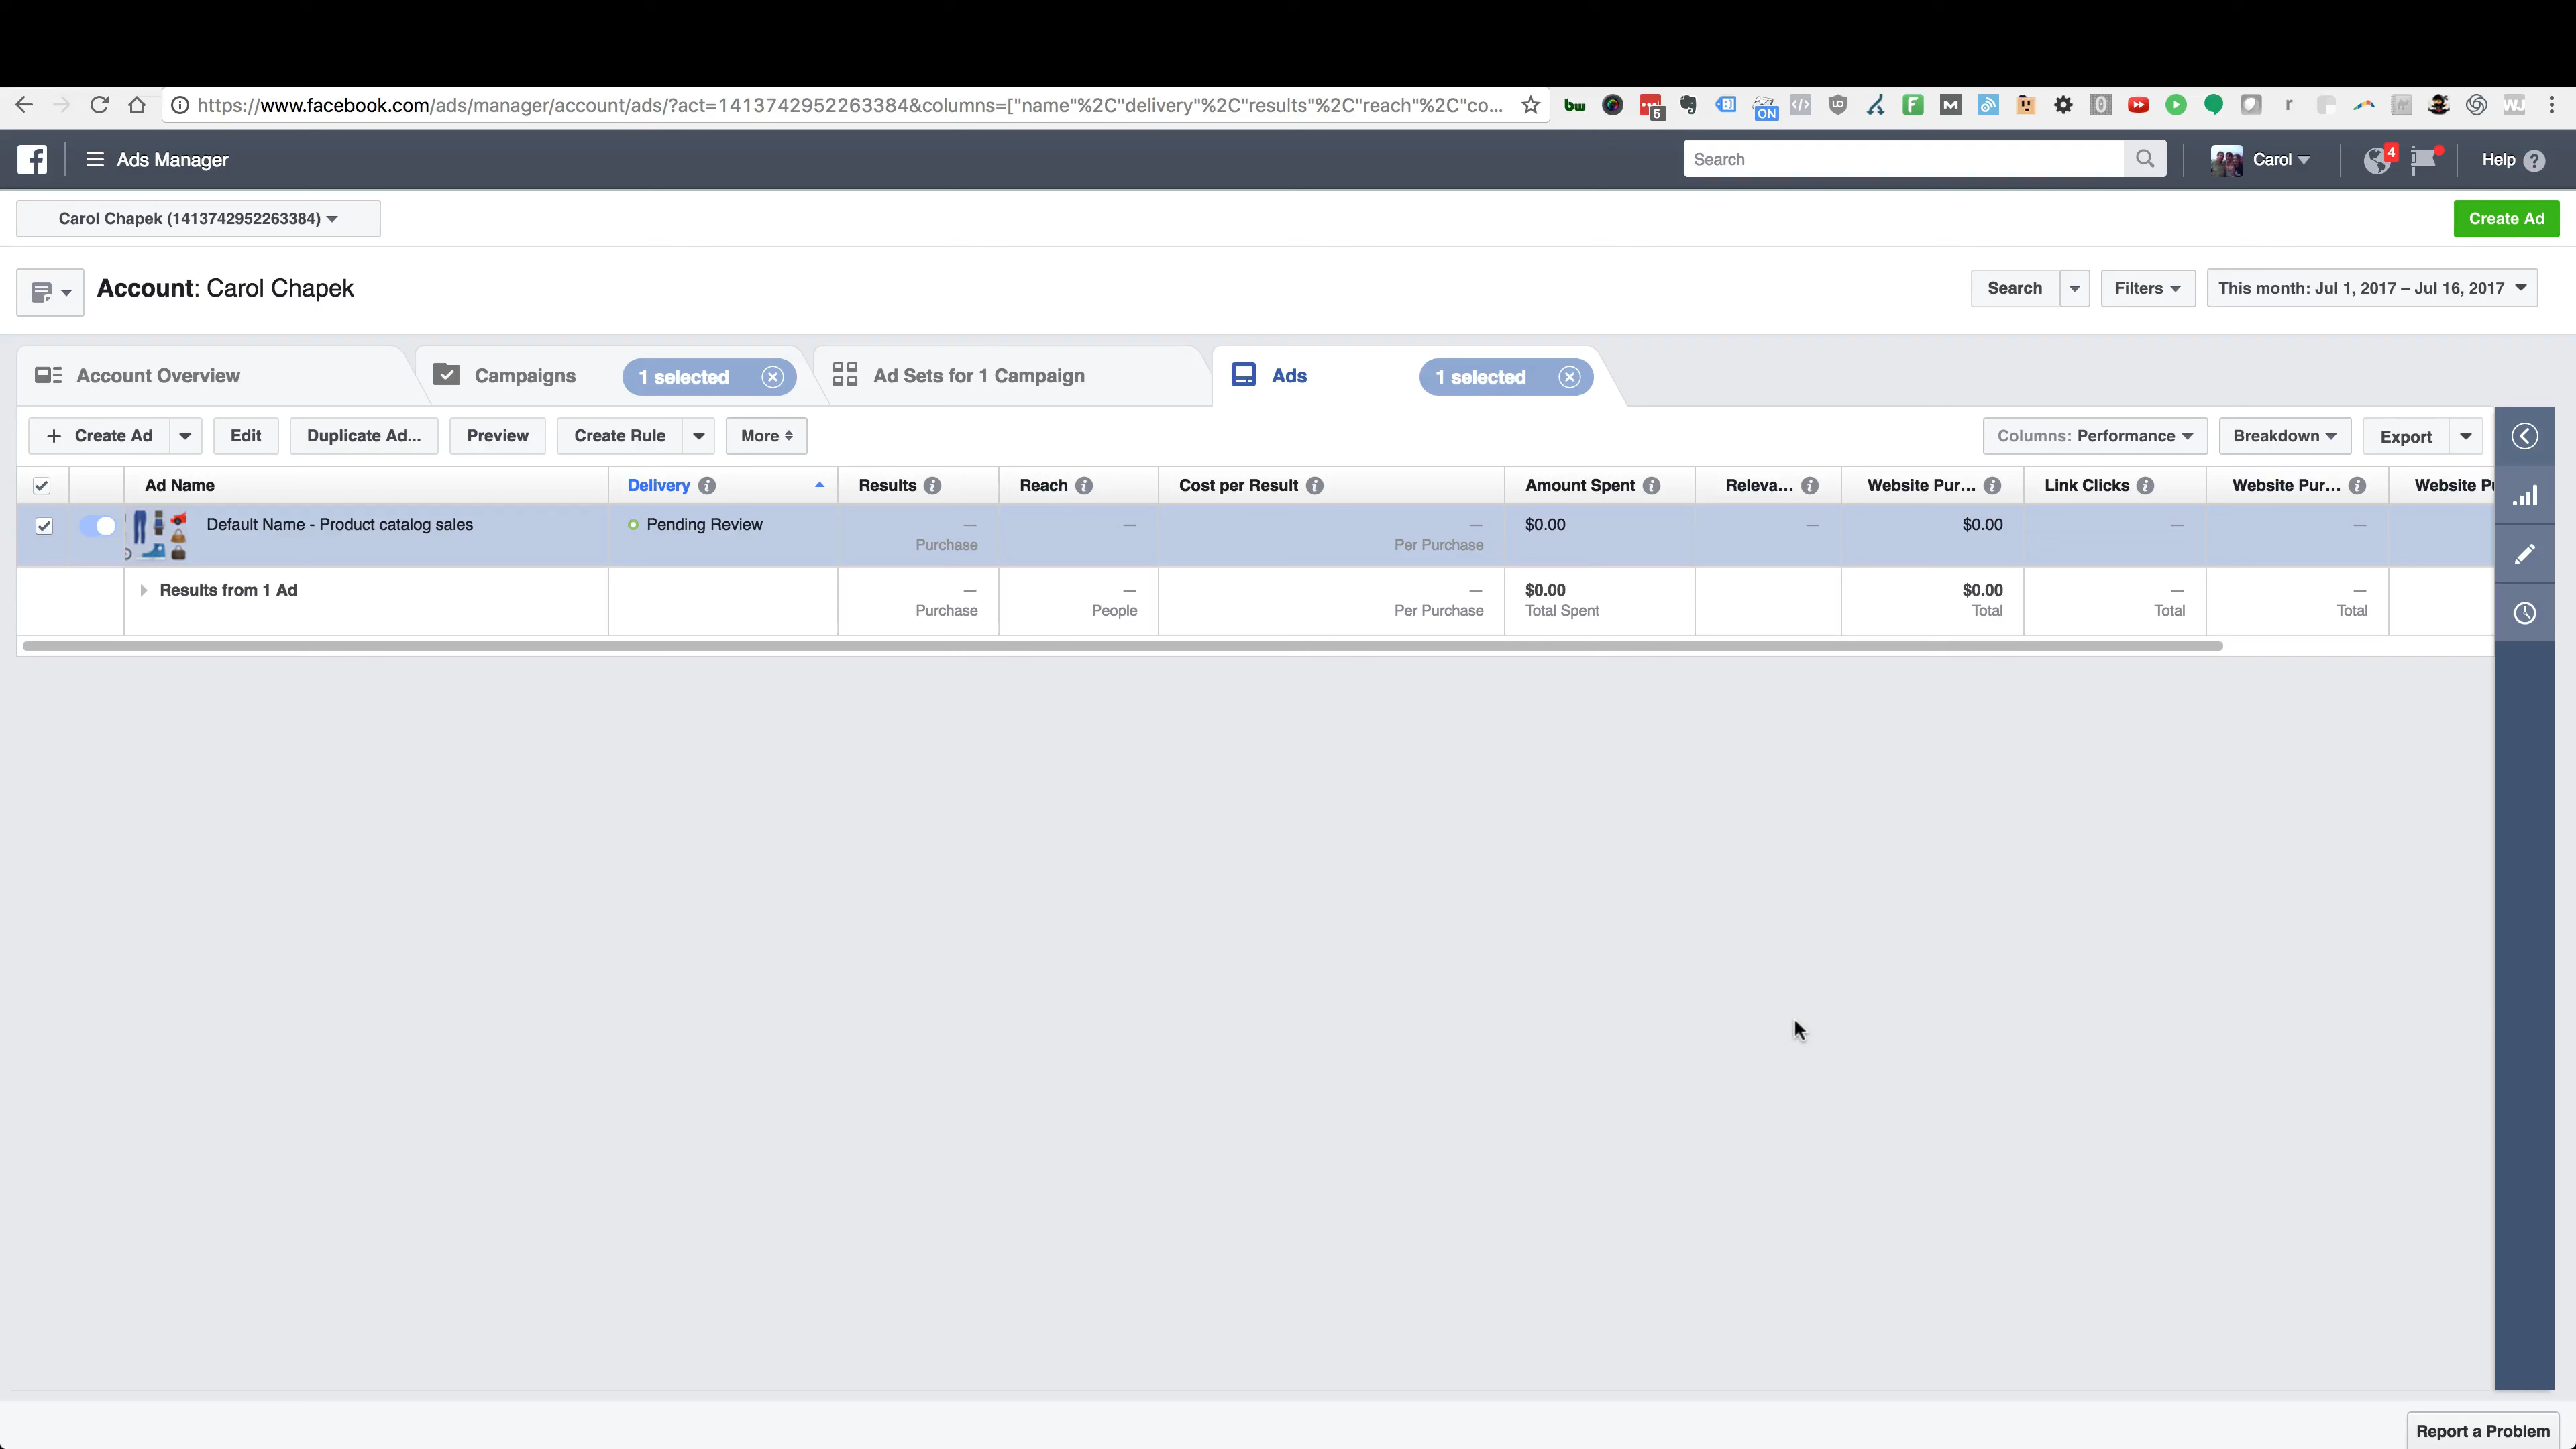 https://www.facebook.com/ads/manager/account/ads/?act=1413742952263384&columns=["name"%2C"delivery"%2C"results"%2C"reach"%2C"co...
bw 5 ON F M r WJ
Ads Manager Search Carol 4 Help
Carol Chapek (1413742952263384) Create Ad
Account: Carol Chapek Search Filters This month: Jul 1, 2017 – Jul 16, 2017
Account Overview Campaigns 1 selected Ad Sets for 1 Campaign Ads 1 selected
+ Create Ad Edit Duplicate Ad... Preview Create Rule More Columns: Performance Breakdown Export
Ad Name Delivery Results Reach Cost per Result Amount Spent Releva... Website Pur... Link Clicks Website Pur... Website P
Default Name - Product catalog sales Pending Review — — — $0.00 — $0.00 — —
Purchase Per Purchase
Results from 1 Ad — — — $0.00 $0.00 — —
Purchase People Per Purchase Total Spent Total Total Total
Report a Problem